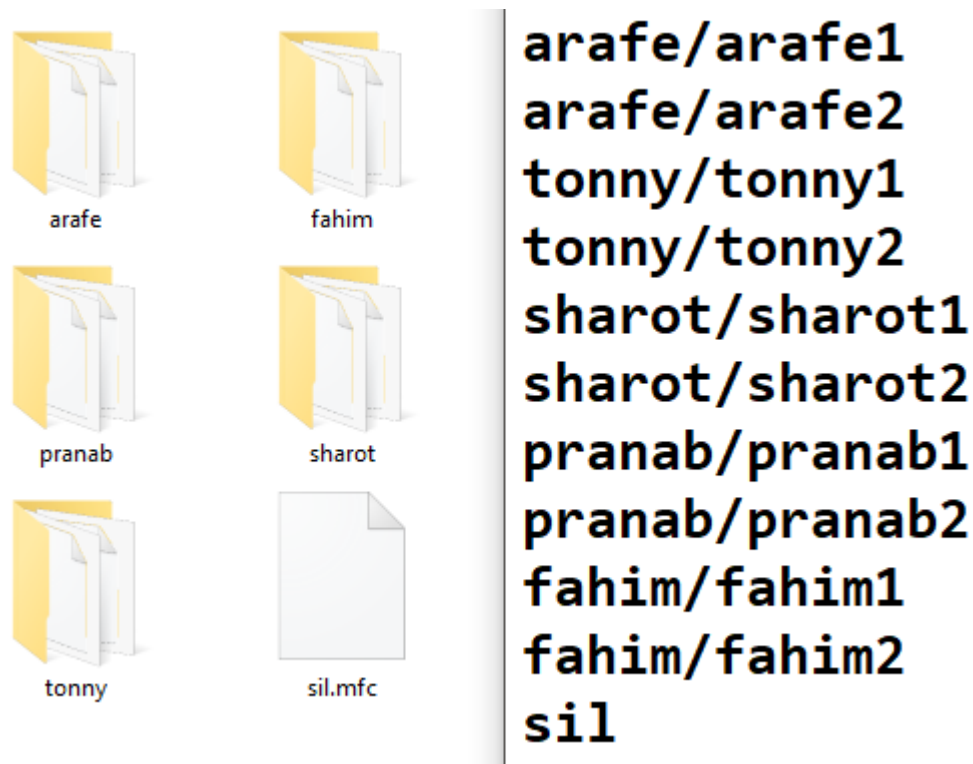 arafe
fahim
pranab
sharot
tonny
sil.mfc
arafe/arafe1
arafe/arafe2
tonny/tonny1
tonny/tonny2
sharot/sharot1
sharot/sharot2
pranab/pranab1
pranab/pranab2
fahim/fahim1
fahim/fahim2
sil